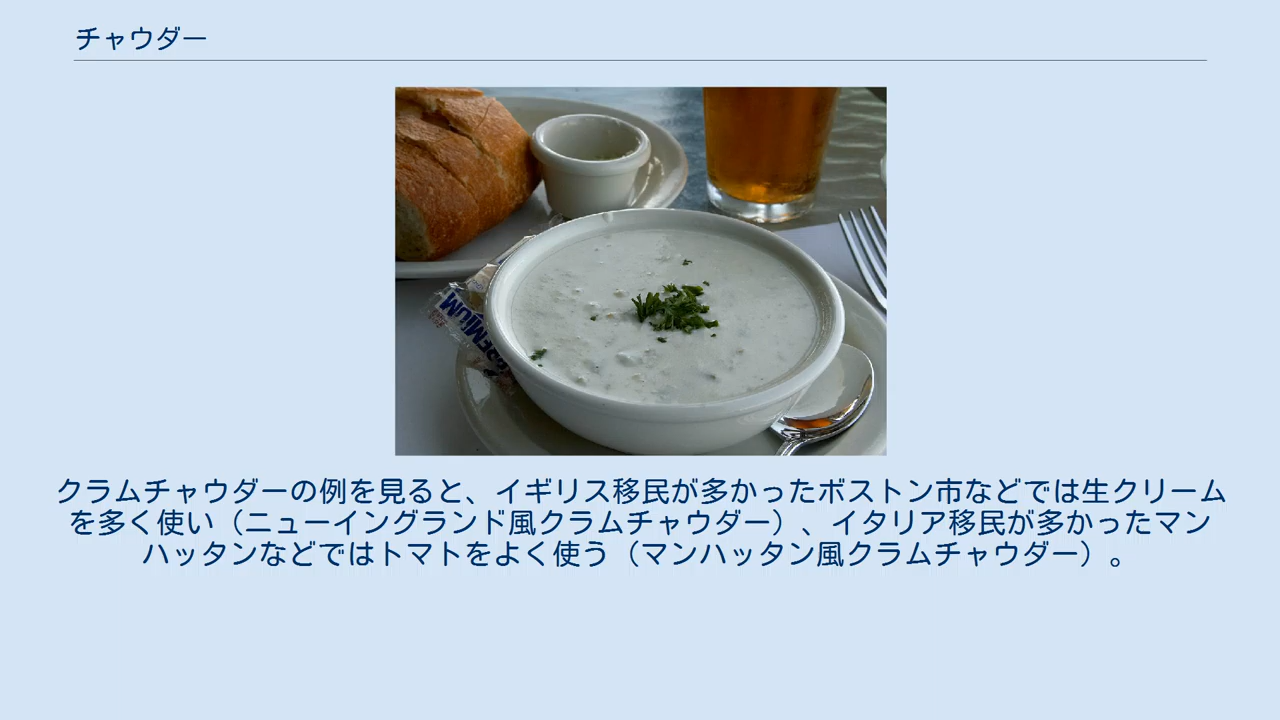 チャウダー
PREMIUM
クラムチャウダーの例を見ると、イギリス移民が多かったボストン市などでは生クリーム
を多く使い（ニューイングランド風クラムチャウダー）、イタリア移民が多かったマン
ハッタンなどではトマトをよく使う（マンハッタン風クラムチャウダー）。